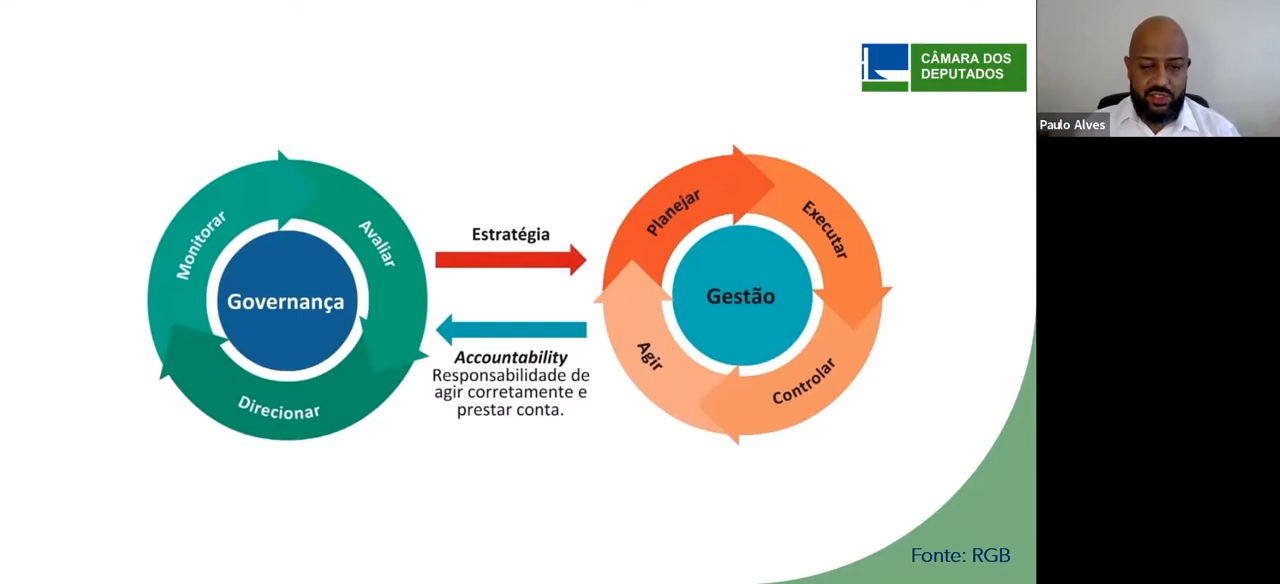 CÂMARA DOS
DEPUTADOS
Paulo Alves
Monitorar
Avaliar
Governança
Direcionar
Estratégia
Accountability
Responsabilidade de
agir corretamente e
prestar conta.
Planejar
Executar
Gestão
Agir
Controlar
Fonte: RGB